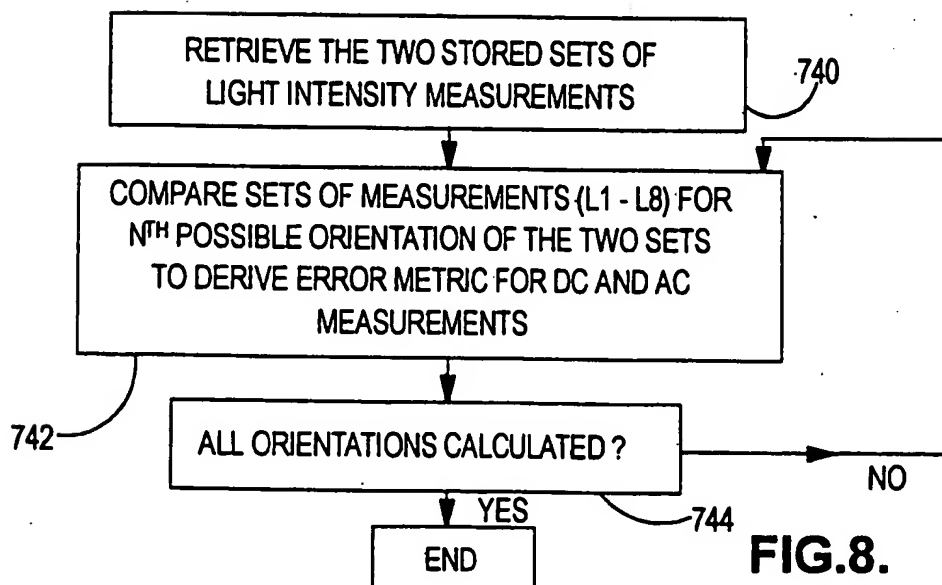 RETRIEVE THE TWO STORED SETS OF
LIGHT INTENSITY MEASUREMENTS
740
COMPARE SETS OF MEASUREMENTS (L1 - L8) FOR
NTH POSSIBLE ORIENTATION OF THE TWO SETS
TO DERIVE ERROR METRIC FOR DC AND AC
MEASUREMENTS
742
ALL ORIENTATIONS CALCULATED ?
NO
744
YES
END
FIG.8.